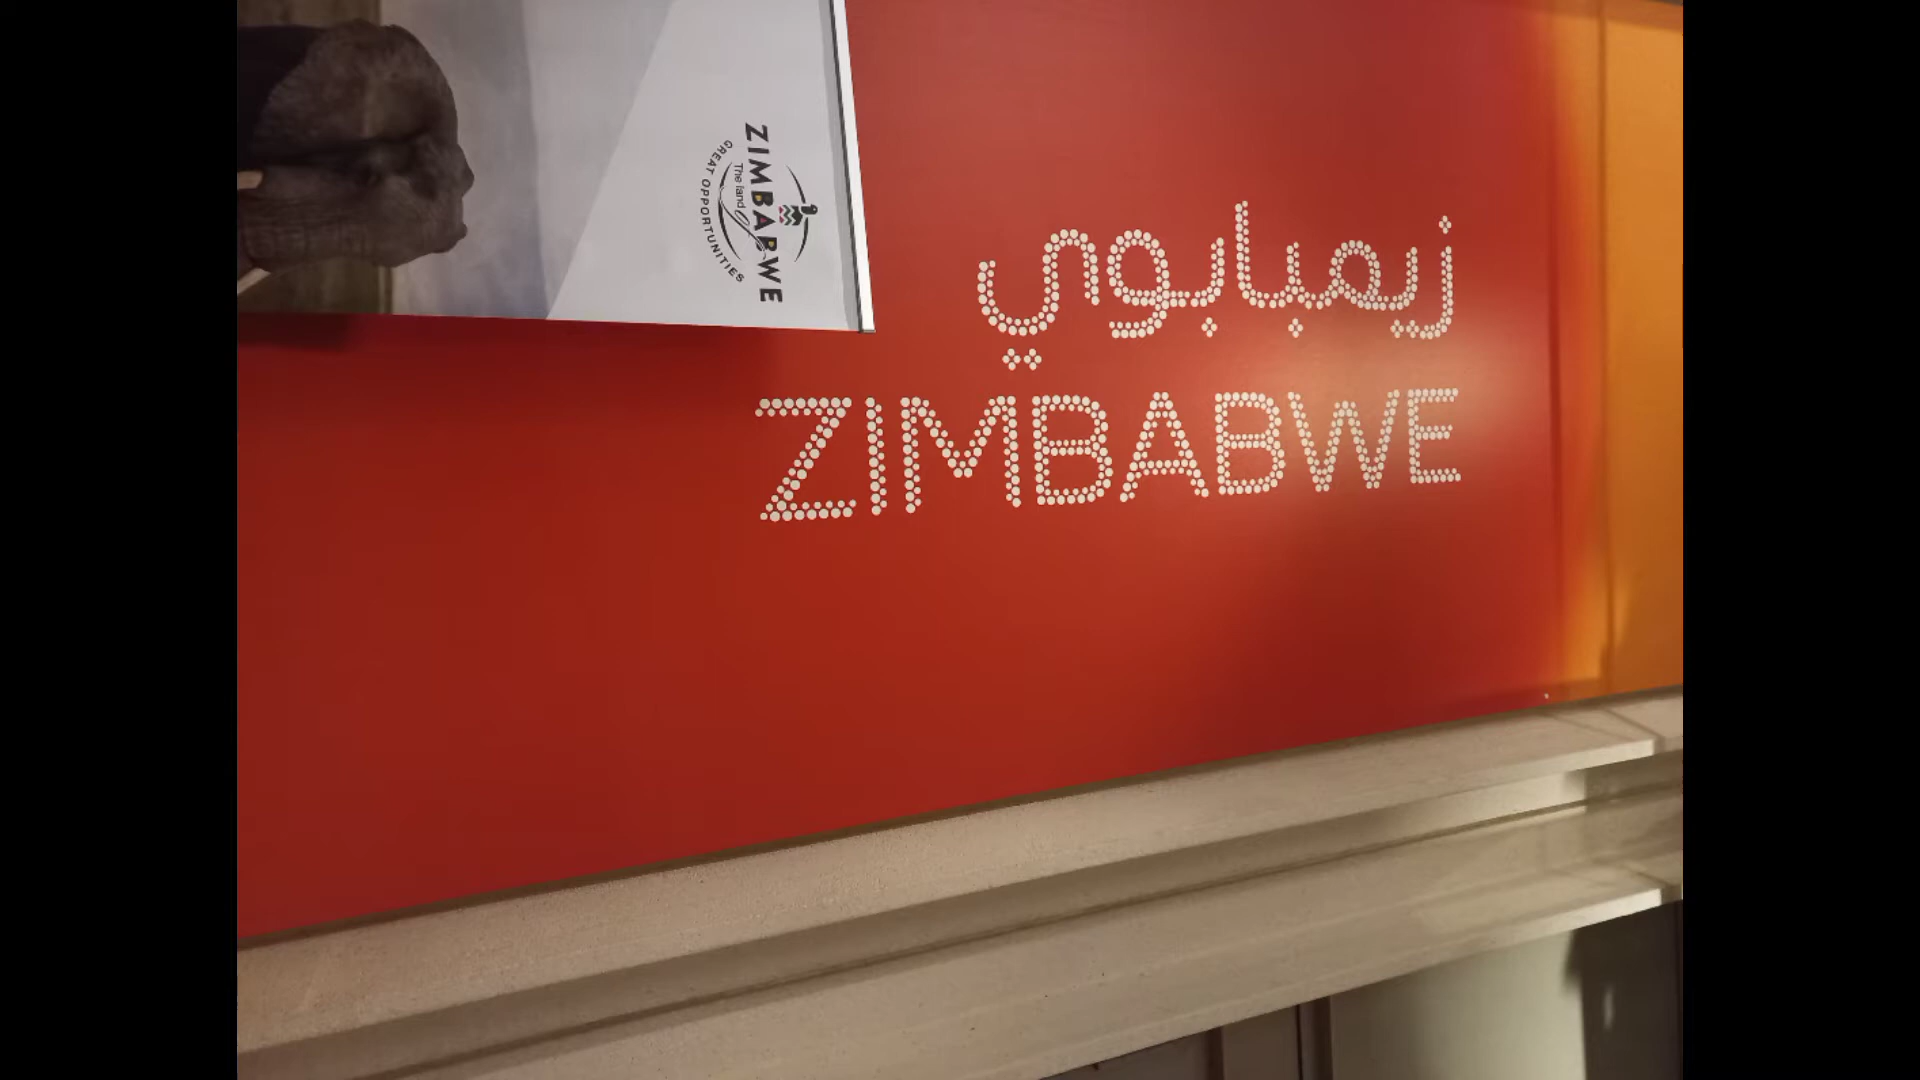 ZIMBABWE
The land of
GREAT OPPORTUNITIES
زيمبابوي
ZIMBABWE